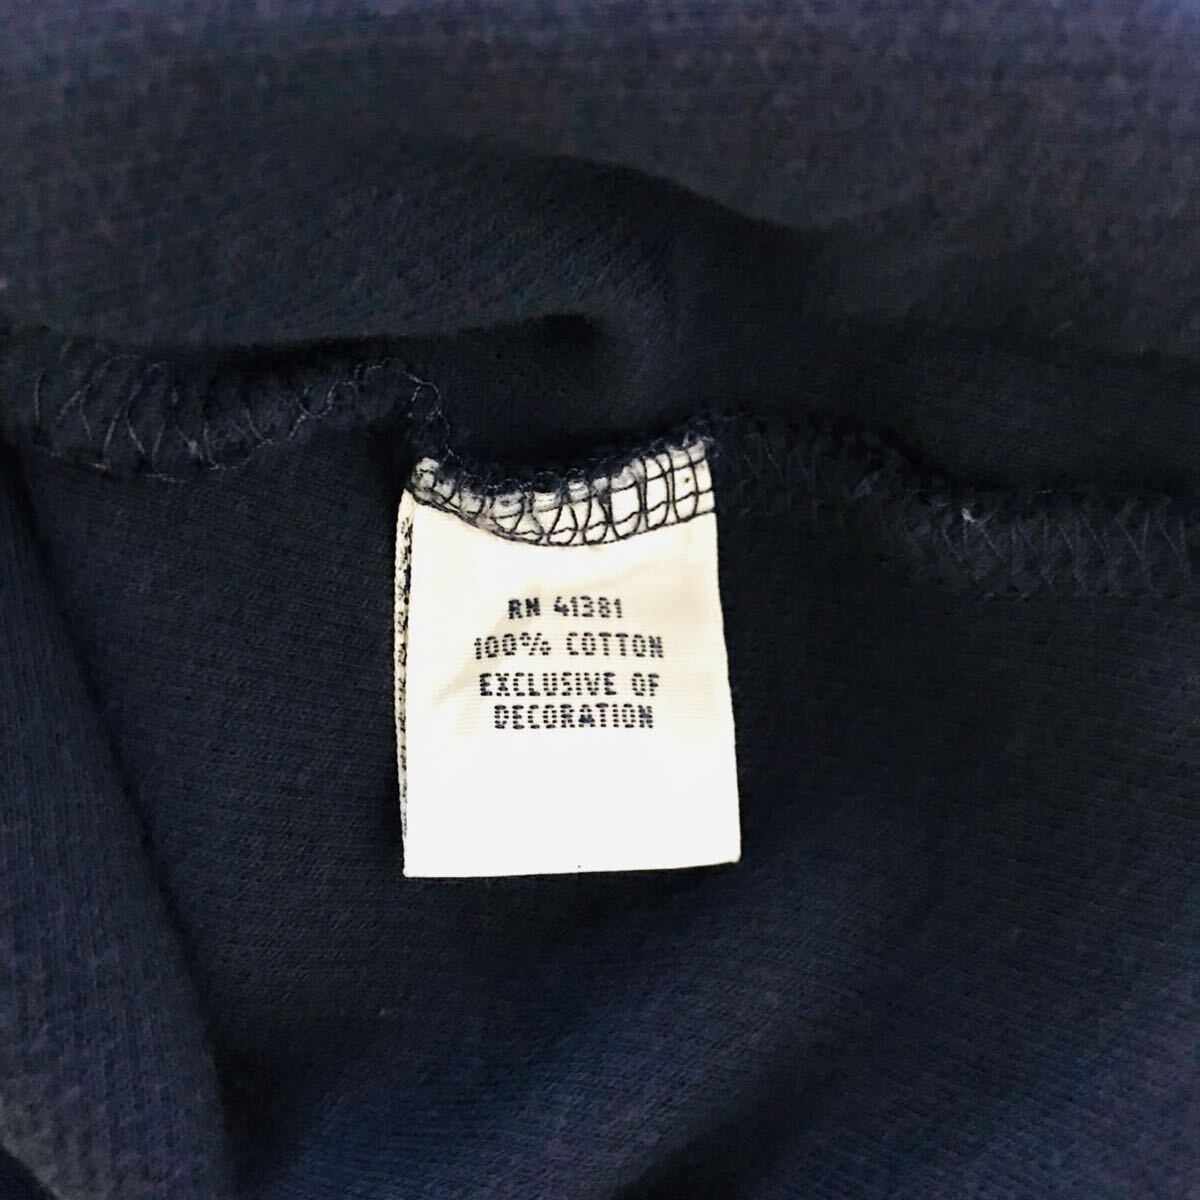 RN 41381
100% COTTON
EXCLUSIVE OF
DECORATION